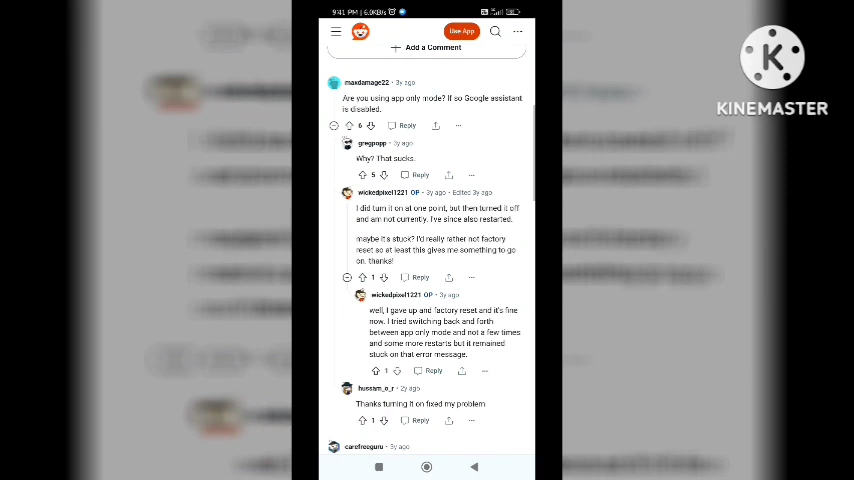 9:41 PM | 6.0KB/s
Use App
Add a Comment
maxdamage22 • 3y ago
Are you using app only mode? If so Google assistant
is disabled.
6 Reply
gregpopp • 3y ago
Why? That sucks.
5 Reply
wickedpixel1221 OP • 3y ago • Edited 3y ago
I did turn it on at one point, but then turned it off
and am not currently. I've since also restarted.
maybe it's stuck? I'd really rather not factory
reset so at least this gives me something to go
on. thanks!
1 Reply
wickedpixel1221 OP • 3y ago
well, I gave up and factory reset and it's fine
now. I tried switching back and forth
between app only mode and not a few times
and some more restarts but it remained
stuck on that error message.
1 Reply
hussam_o_r • 2y ago
Thanks turning it on fixed my problem
1 Reply
carefreeguru • 3y ago
K
KINEMASTER